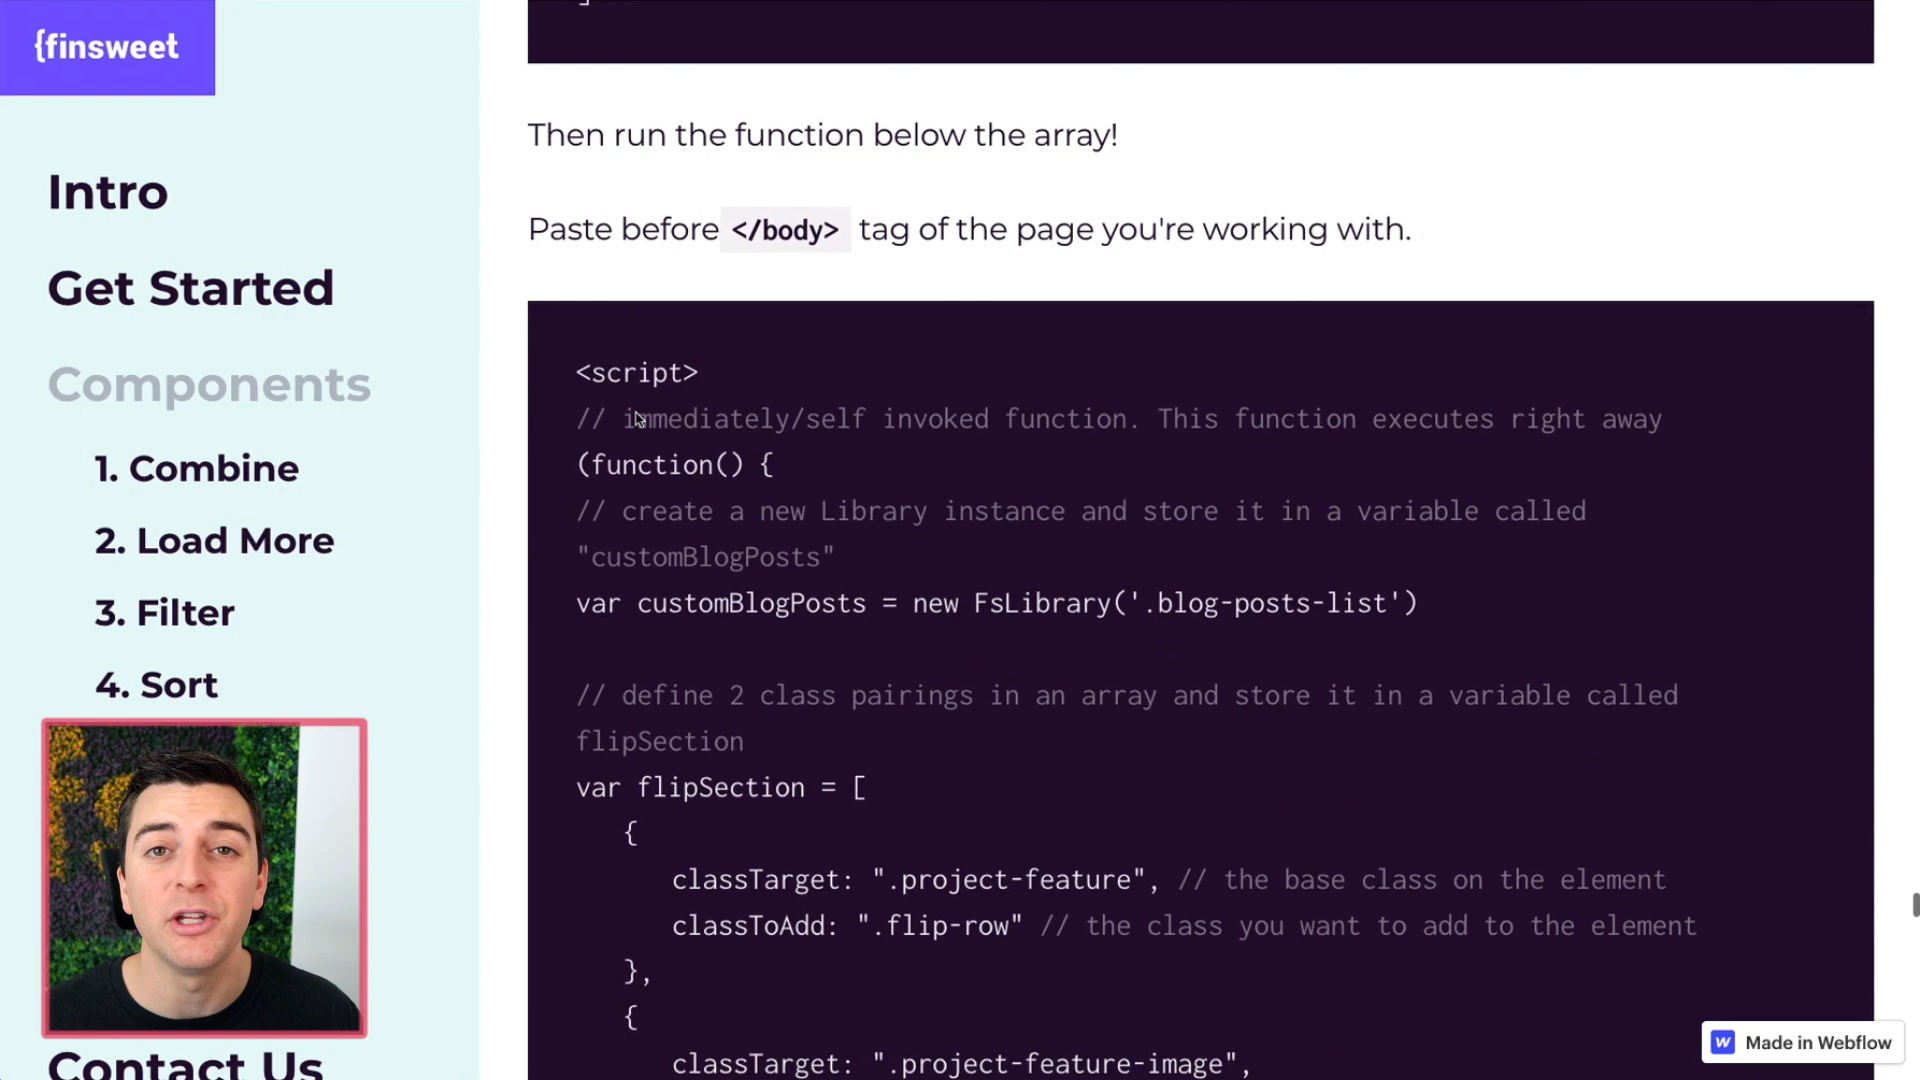 {finsweet
Intro
Get Started
Components
1. Combine
2. Load More
3. Filter
4. Sort
Contact Us
Then run the function below the array!
Paste before </body> tag of the page you're working with.
<script>
// immediately/self invoked function. This function executes right away
(function() {
// create a new Library instance and store it in a variable called
"customBlogPosts"
var customBlogPosts = new FsLibrary('.blog-posts-list')
// define 2 class pairings in an array and store it in a variable called
flipSection
var flipSection = [
{
classTarget: ".project-feature", // the base class on the element
classToAdd: ".flip-row" // the class you want to add to the element
},
{
classTarget: ".project-feature-image",
Made in Webflow